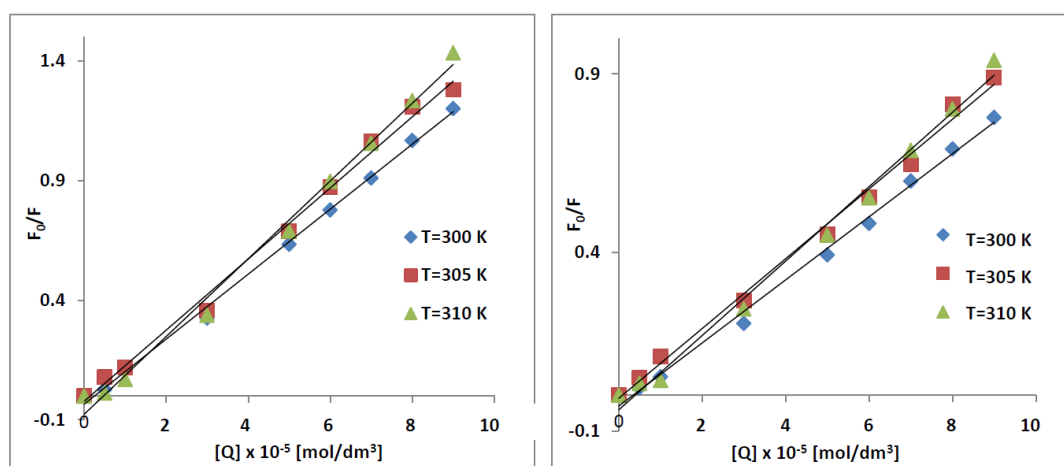 1.4
0.9
0.4
-0.1
F₀/F
0 2 4 6 8 10
[Q] x 10⁻⁵ [mol/dm³]
T=300 K
T=305 K
T=310 K
0.9
0.4
-0.1
F₀/F
0 2 4 6 8 10
[Q] x 10⁻⁵ [mol/dm³]
T=300 K
T=305 K
T=310 K